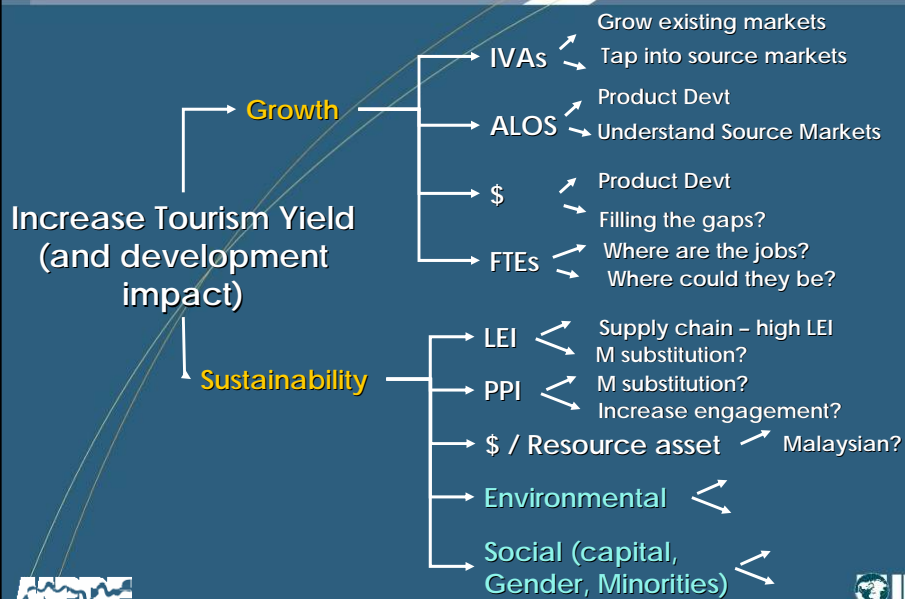 Increase Tourism Yield
(and development
impact)
Growth
IVAs
Grow existing markets
Tap into source markets
ALOS
Product Devt
Understand Source Markets
$
Product Devt
Filling the gaps?
FTEs
Where are the jobs?
Where could they be?
Sustainability
LEI
Supply chain – high LEI
M substitution?
PPI
M substitution?
Increase engagement?
$ / Resource asset
Malaysian?
Environmental
Social (capital,
Gender, Minorities)